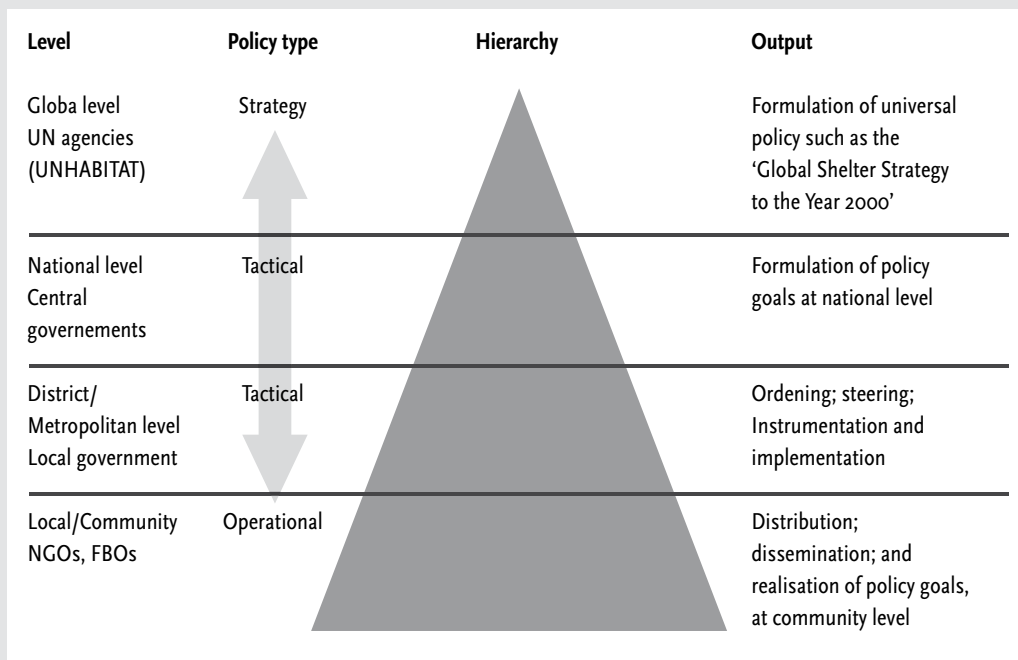 Level Policy type Hierarchy Output
Globa level Strategy Formulation of universal
UN agencies policy such as the
(UNHABITAT) ‘Global Shelter Strategy
to the Year 2000’
National level Tactical Formulation of policy
Central goals at national level
governements
District/ Tactical Ordening; steering;
Metropolitan level Instrumentation and
Local government implementation
Local/Community Operational Distribution;
NGOs, FBOs dissemination; and
realisation of policy goals,
at community level